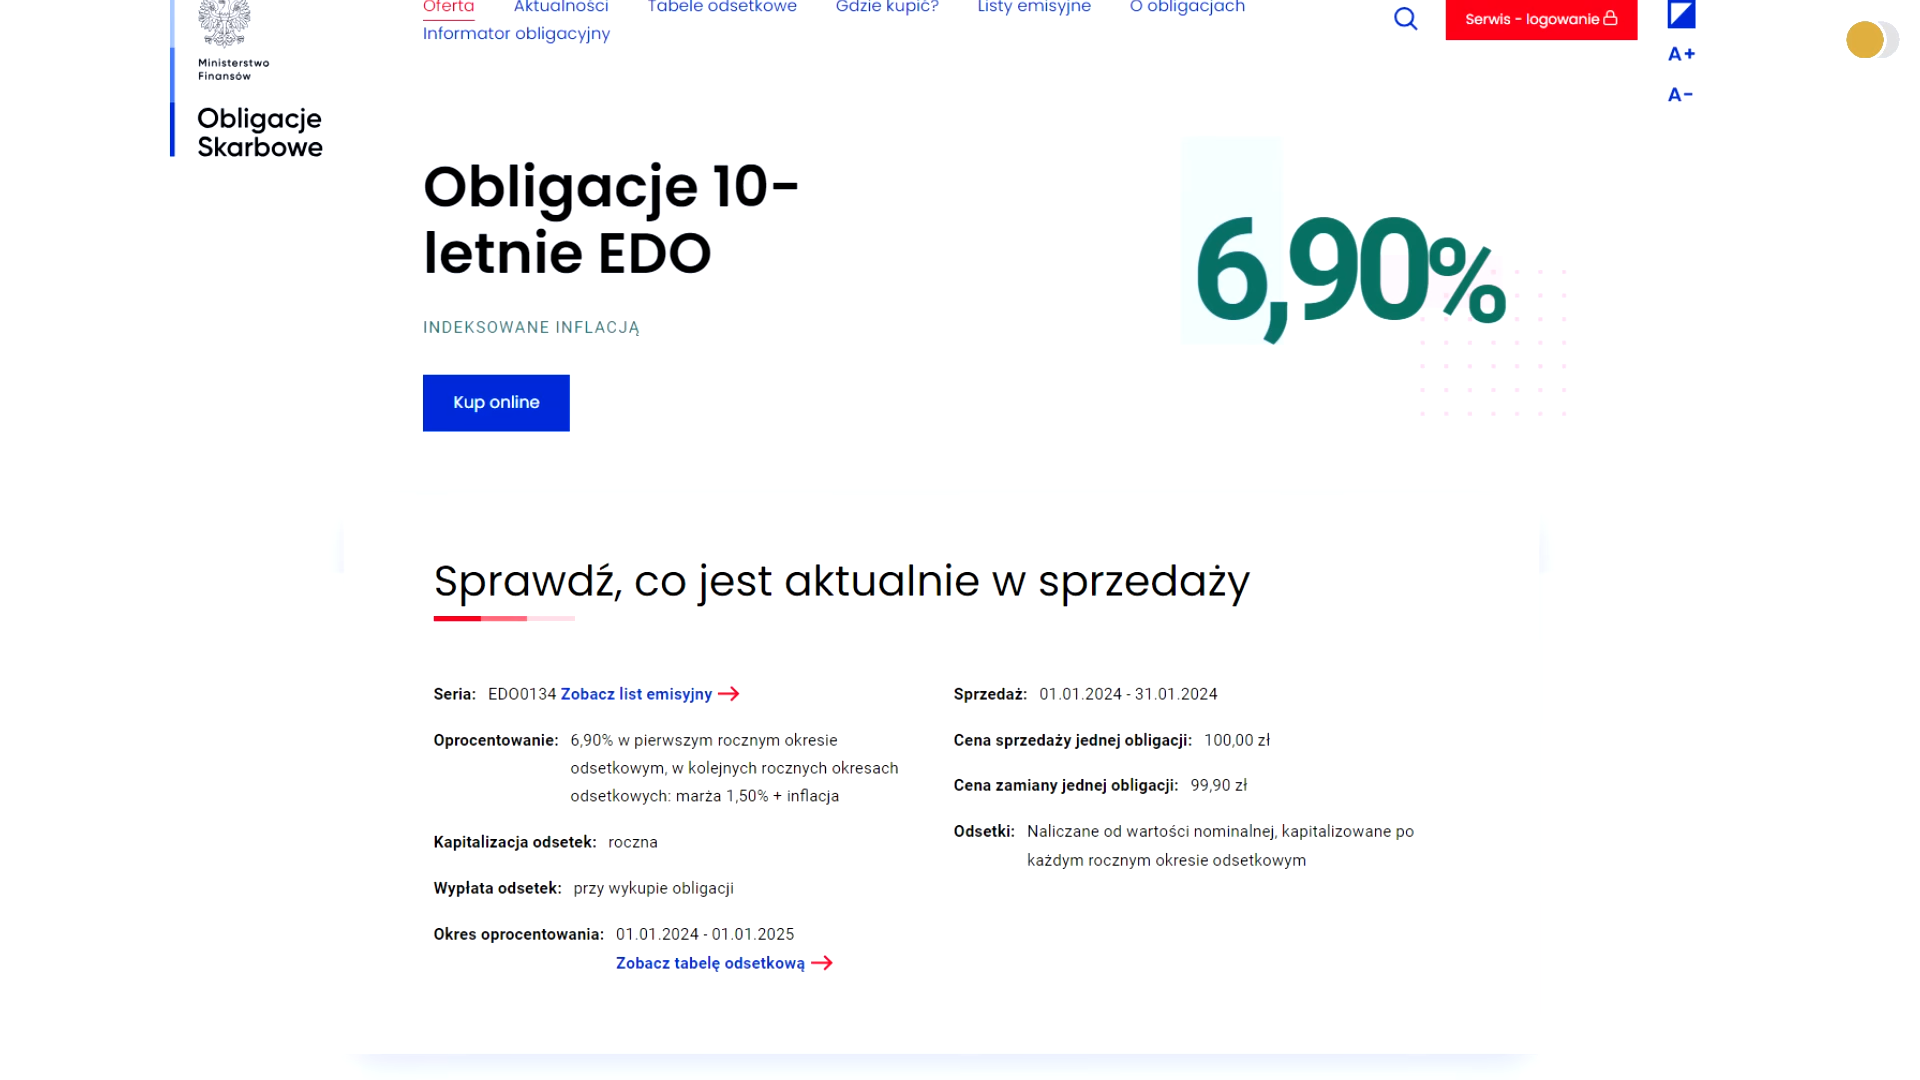 Oferta Aktualności Tabele odsetkowe Gdzie kupić? Listy emisyjne O obligacjach
Informator obligacyjny
Serwis - logowanie
A+
A-
Ministerstwo
Finansów
Obligacje
Skarbowe
Obligacje 10-
letnie EDO
6,90%
INDEKSOWANE INFLACJĄ
Kup online
Sprawdź, co jest aktualnie w sprzedaży
Seria: EDO0134 Zobacz list emisyjny
Oprocentowanie: 6,90% w pierwszym rocznym okresie
odsetkowym, w kolejnych rocznych okresach
odsetkowych: marża 1,50% + inflacja
Kapitalizacja odsetek: roczna
Wypłata odsetek: przy wykupie obligacji
Okres oprocentowania: 01.01.2024 - 01.01.2025
Zobacz tabelę odsetkową
Sprzedaż: 01.01.2024 - 31.01.2024
Cena sprzedaży jednej obligacji: 100,00 zł
Cena zamiany jednej obligacji: 99,90 zł
Odsetki: Naliczane od wartości nominalnej, kapitalizowane po
każdym rocznym okresie odsetkowym